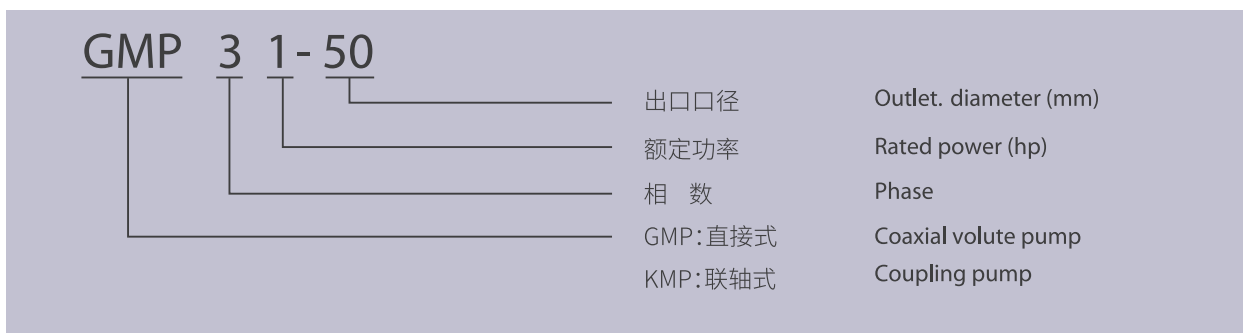 GMP 3 1-50
出口口径 Outlet. diameter (mm)
额定功率 Rated power (hp)
相 数 Phase
GMP：直接式 Coaxial volute pump
KMP：联轴式 Coupling pump